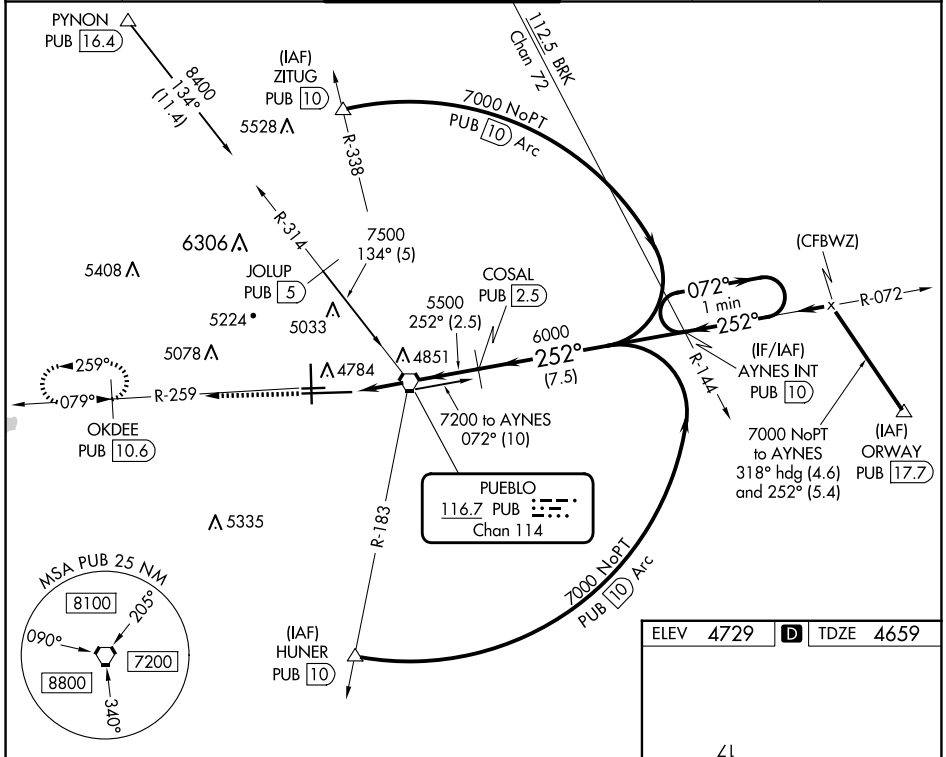 PYNON
PUB 16.4
8400
134°
(11.4)
(IAF)
ZITUG
PUB 10
112.5 BRK
Chan 72
7000 NoPT
PUB 10 Arc
5528
R-338
R-314
6306
7500
134° (5)
5408
JOLUP
PUB 5
COSAL
PUB 2.5
(CFBWZ)
072°
1 min
252°
R-072
5224
5033
5500
252° (2.5)
6000
252°
(7.5)
5078
4784
4851
(IF/IAF)
AYNES INT
PUB 10
R-144
259°
079°
R-259
OKDEE
PUB 10.6
7200 to AYNES
072° (10)
7000 NoPT
to AYNES
318° hdg (4.6)
and 252° (5.4)
(IAF)
ORWAY
PUB 17.7
PUEBLO
116.7 PUB
Chan 114
5335
R-183
7000 NoPT
PUB 10 Arc
MSA PUB 25 NM
8100
205°
090°
7200
8800
340°
(IAF)
HUNER
PUB 10
ELEV 4729 D TDZE 4659
17